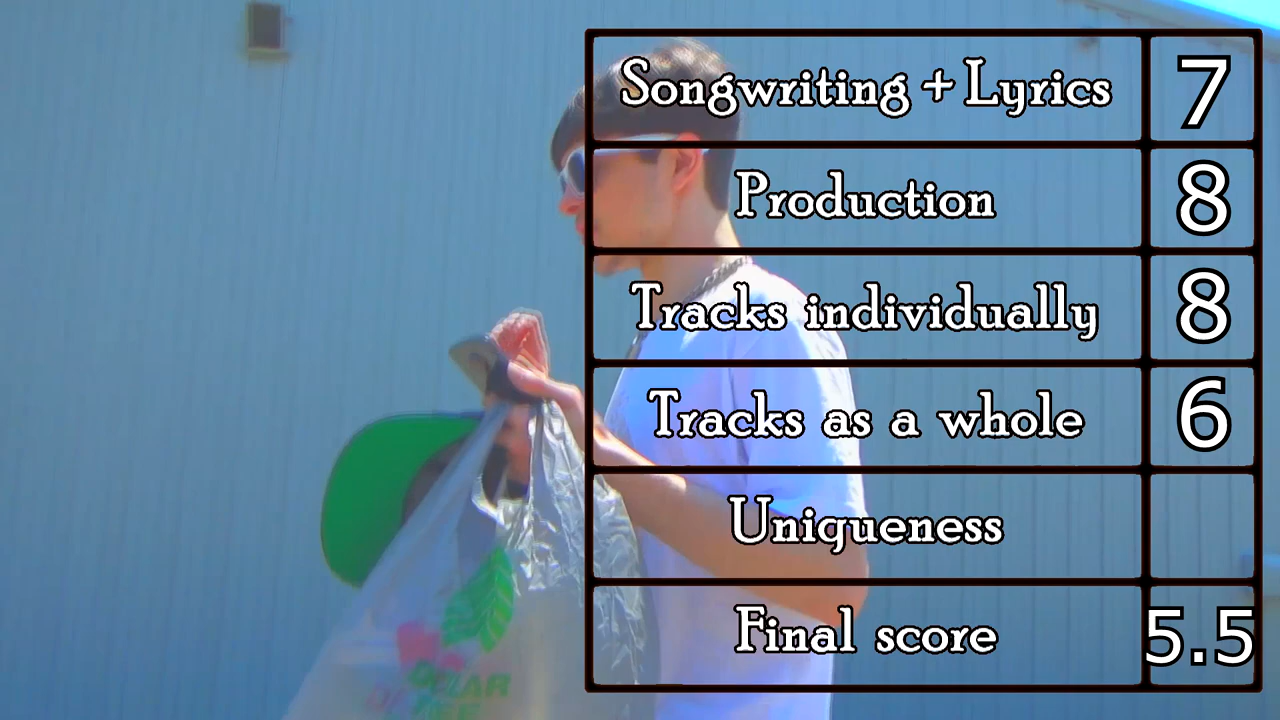 Songwriting + Lyrics 7
Production 8
Tracks individually 8
Tracks as a whole 6
Uniqueness
Final score 5.5